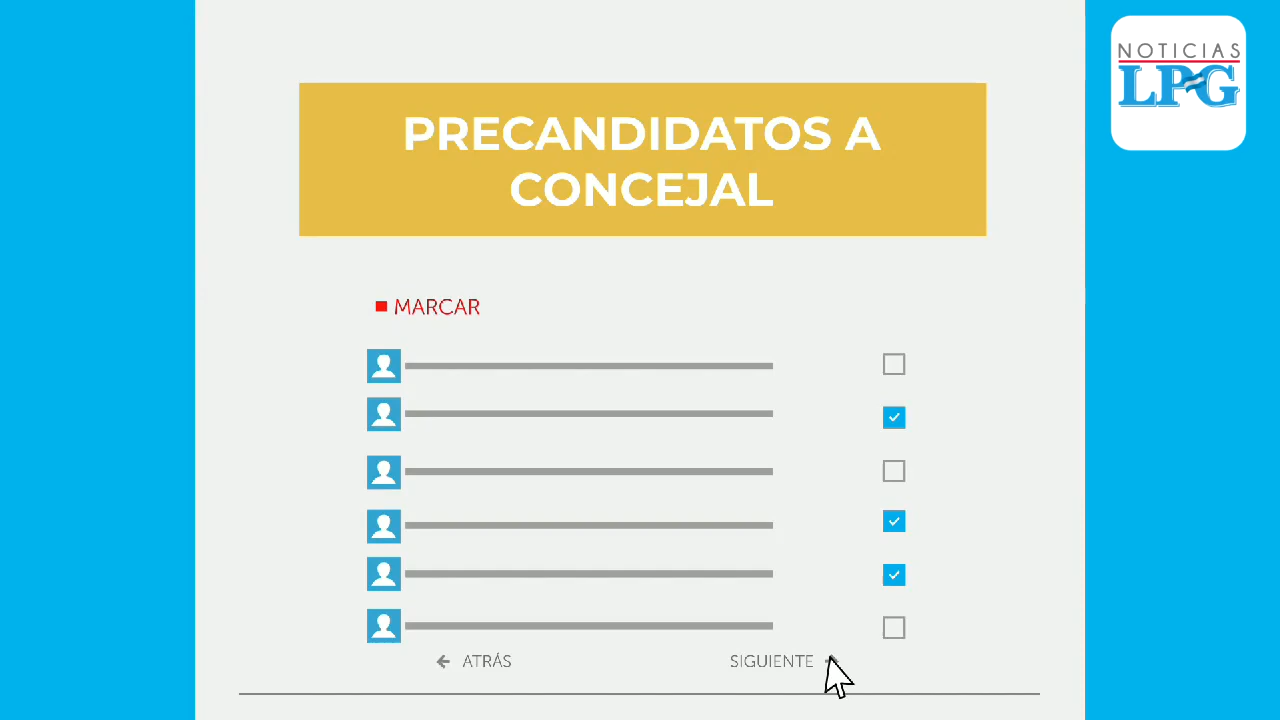 NOTICIAS
LPG
PRECANDIDATOS A
CONCEJAL
MARCAR
ATRÁS
SIGUIENTE